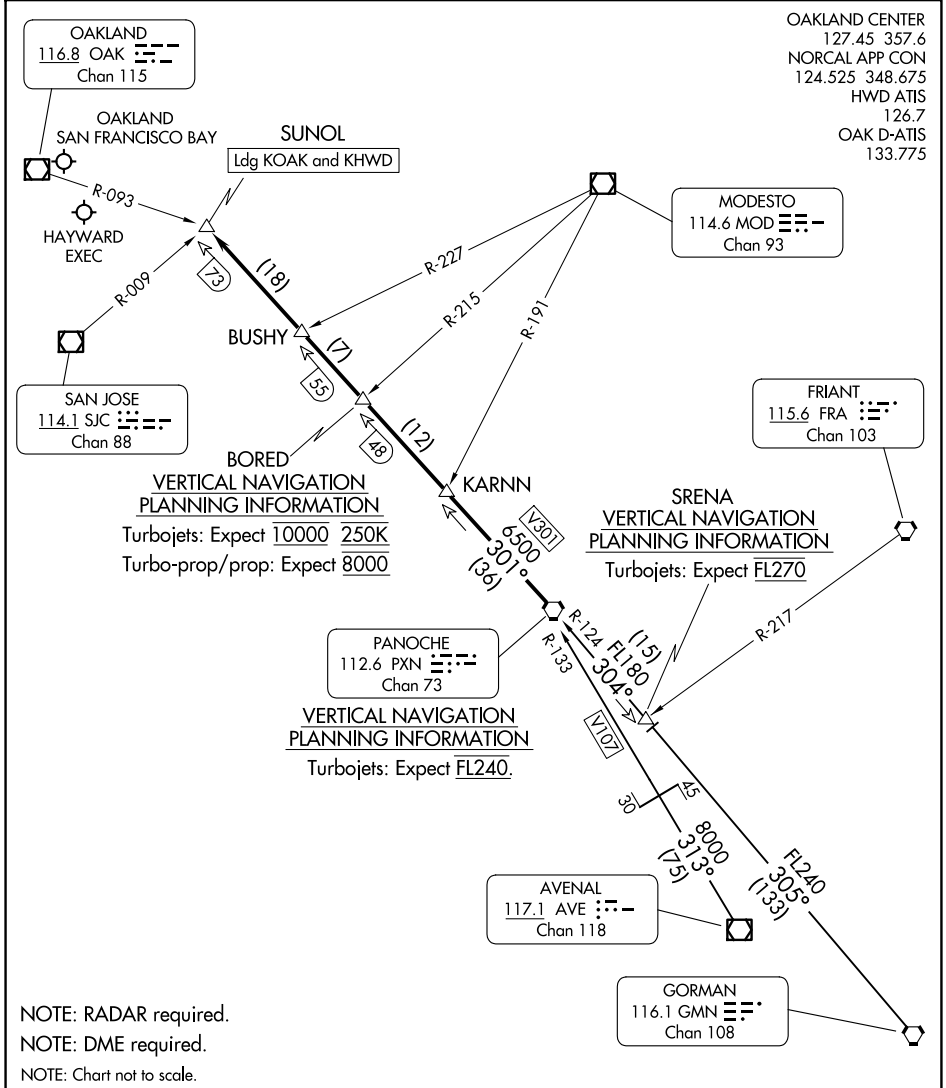 OAKLAND
116.8 OAK
Chan 115
OAKLAND CENTER
127.45 357.6
NORCAL APP CON
124.525 348.675
HWD ATIS
126.7
OAK D-ATIS
133.775
OAKLAND
SAN FRANCISCO BAY
SUNOL
Ldg KOAK and KHWD
R-093
HAYWARD
EXEC
MODESTO
114.6 MOD
Chan 93
R-009
73
(18)
R-227
R-215
R-191
BUSHY
(7)
55
SAN JOSE
114.1 SJC
Chan 88
FRIANT
115.6 FRA
Chan 103
48
(12)
BORED
VERTICAL NAVIGATION
PLANNING INFORMATION
Turbojets: Expect 10000 250K
Turbo-prop/prop: Expect 8000
KARNN
V301
6500
301°
(36)
SRENA
VERTICAL NAVIGATION
PLANNING INFORMATION
Turbojets: Expect FL270
R-217
PANOCHE
112.6 PXN
Chan 73
VERTICAL NAVIGATION
PLANNING INFORMATION
Turbojets: Expect FL240.
R-124
R-133
(15)
FL180
304°
V107
30
45
8000
313°
(75)
FL240
305°
(133)
AVENAL
117.1 AVE
Chan 118
GORMAN
116.1 GMN
Chan 108
NOTE: RADAR required.
NOTE: DME required.
NOTE: Chart not to scale.